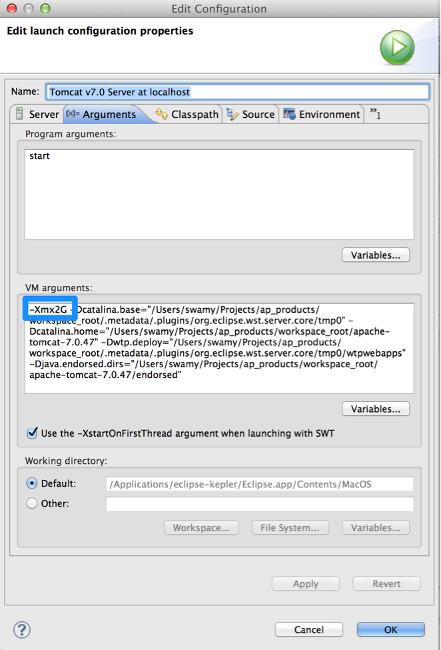 Edit Configuration
Edit launch configuration properties
Name: Tomcat v7.0 Server at localhost
Server (x)= Arguments Classpath Source Environment »1
Program arguments:
start
Variables...
VM arguments:
-Xmx2G -Dcatalina.base="/Users/swamy/Projects/ap_products/
workspace_root/.metadata/.plugins/org.eclipse.wst.server.core/tmp0" -
Dcatalina.home="/Users/swamy/Projects/ap_products/workspace_root/apache-
tomcat-7.0.47" -Dwtp.deploy="/Users/swamy/Projects/ap_products/
workspace_root/.metadata/.plugins/org.eclipse.wst.server.core/tmp0/wtpwebapps"
-Djava.endorsed.dirs="/Users/swamy/Projects/ap_products/workspace_root/
apache-tomcat-7.0.47/endorsed"
Variables...
Use the -XstartOnFirstThread argument when launching with SWT
Working directory:
Default: /Applications/eclipse-kepler/Eclipse.app/Contents/MacOS
Other:
Workspace... File System... Variables...
Apply Revert
? Cancel OK